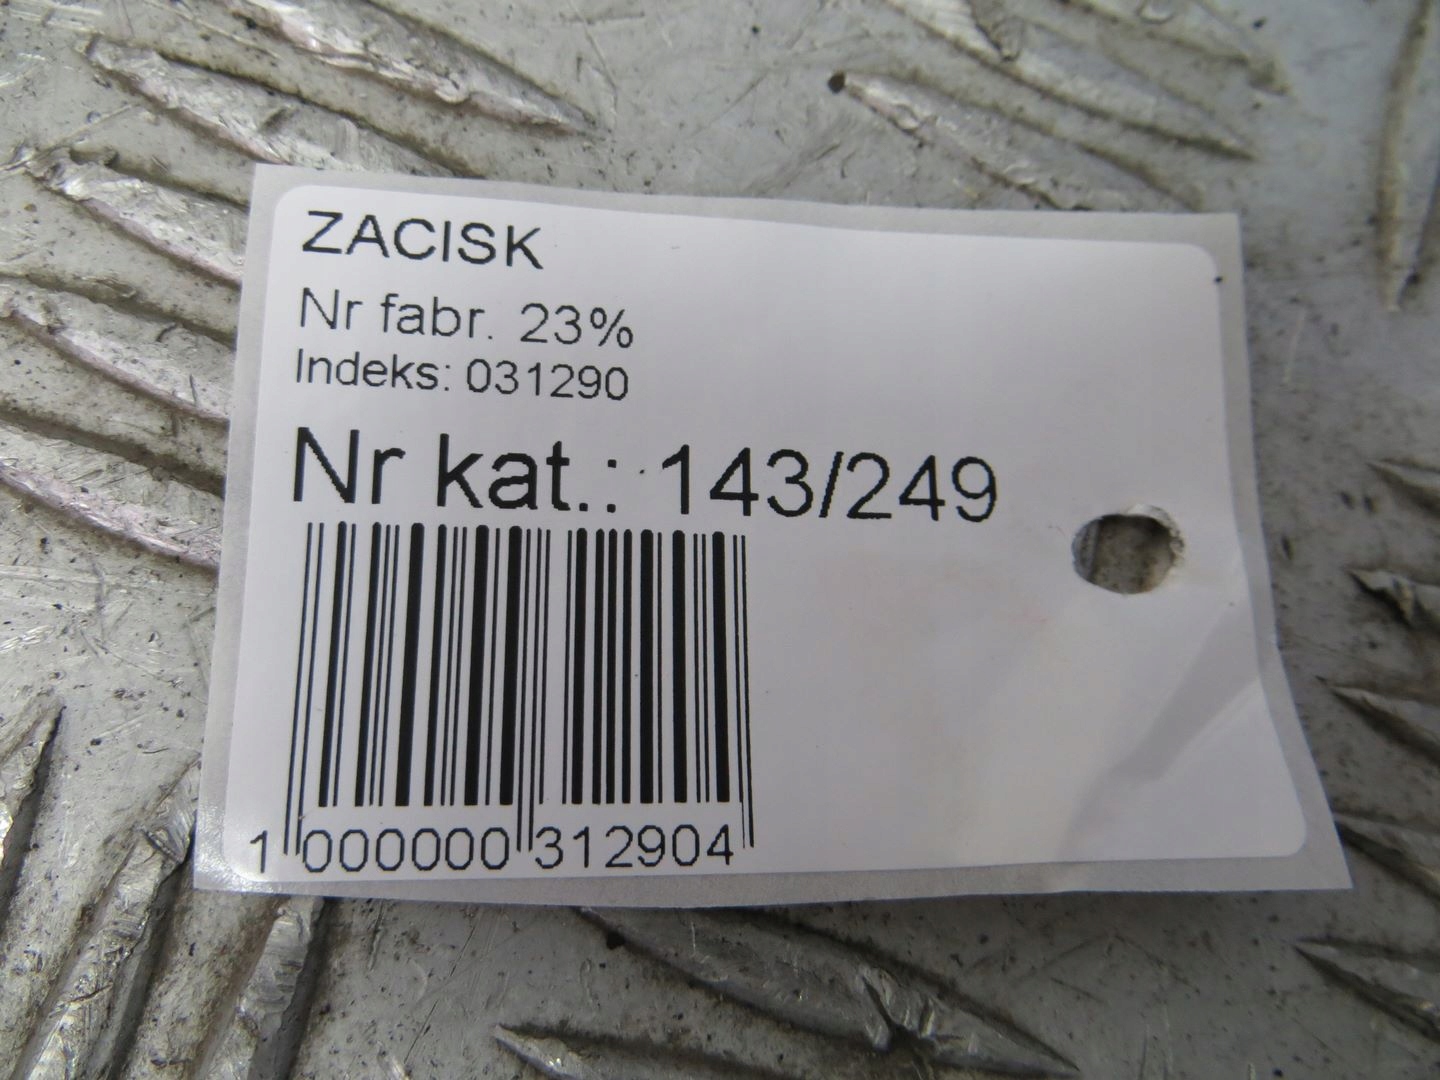 ZACISK
Nr fabr. 23%
Indeks: 031290
Nr kat.: 143/249
1 000000 312904